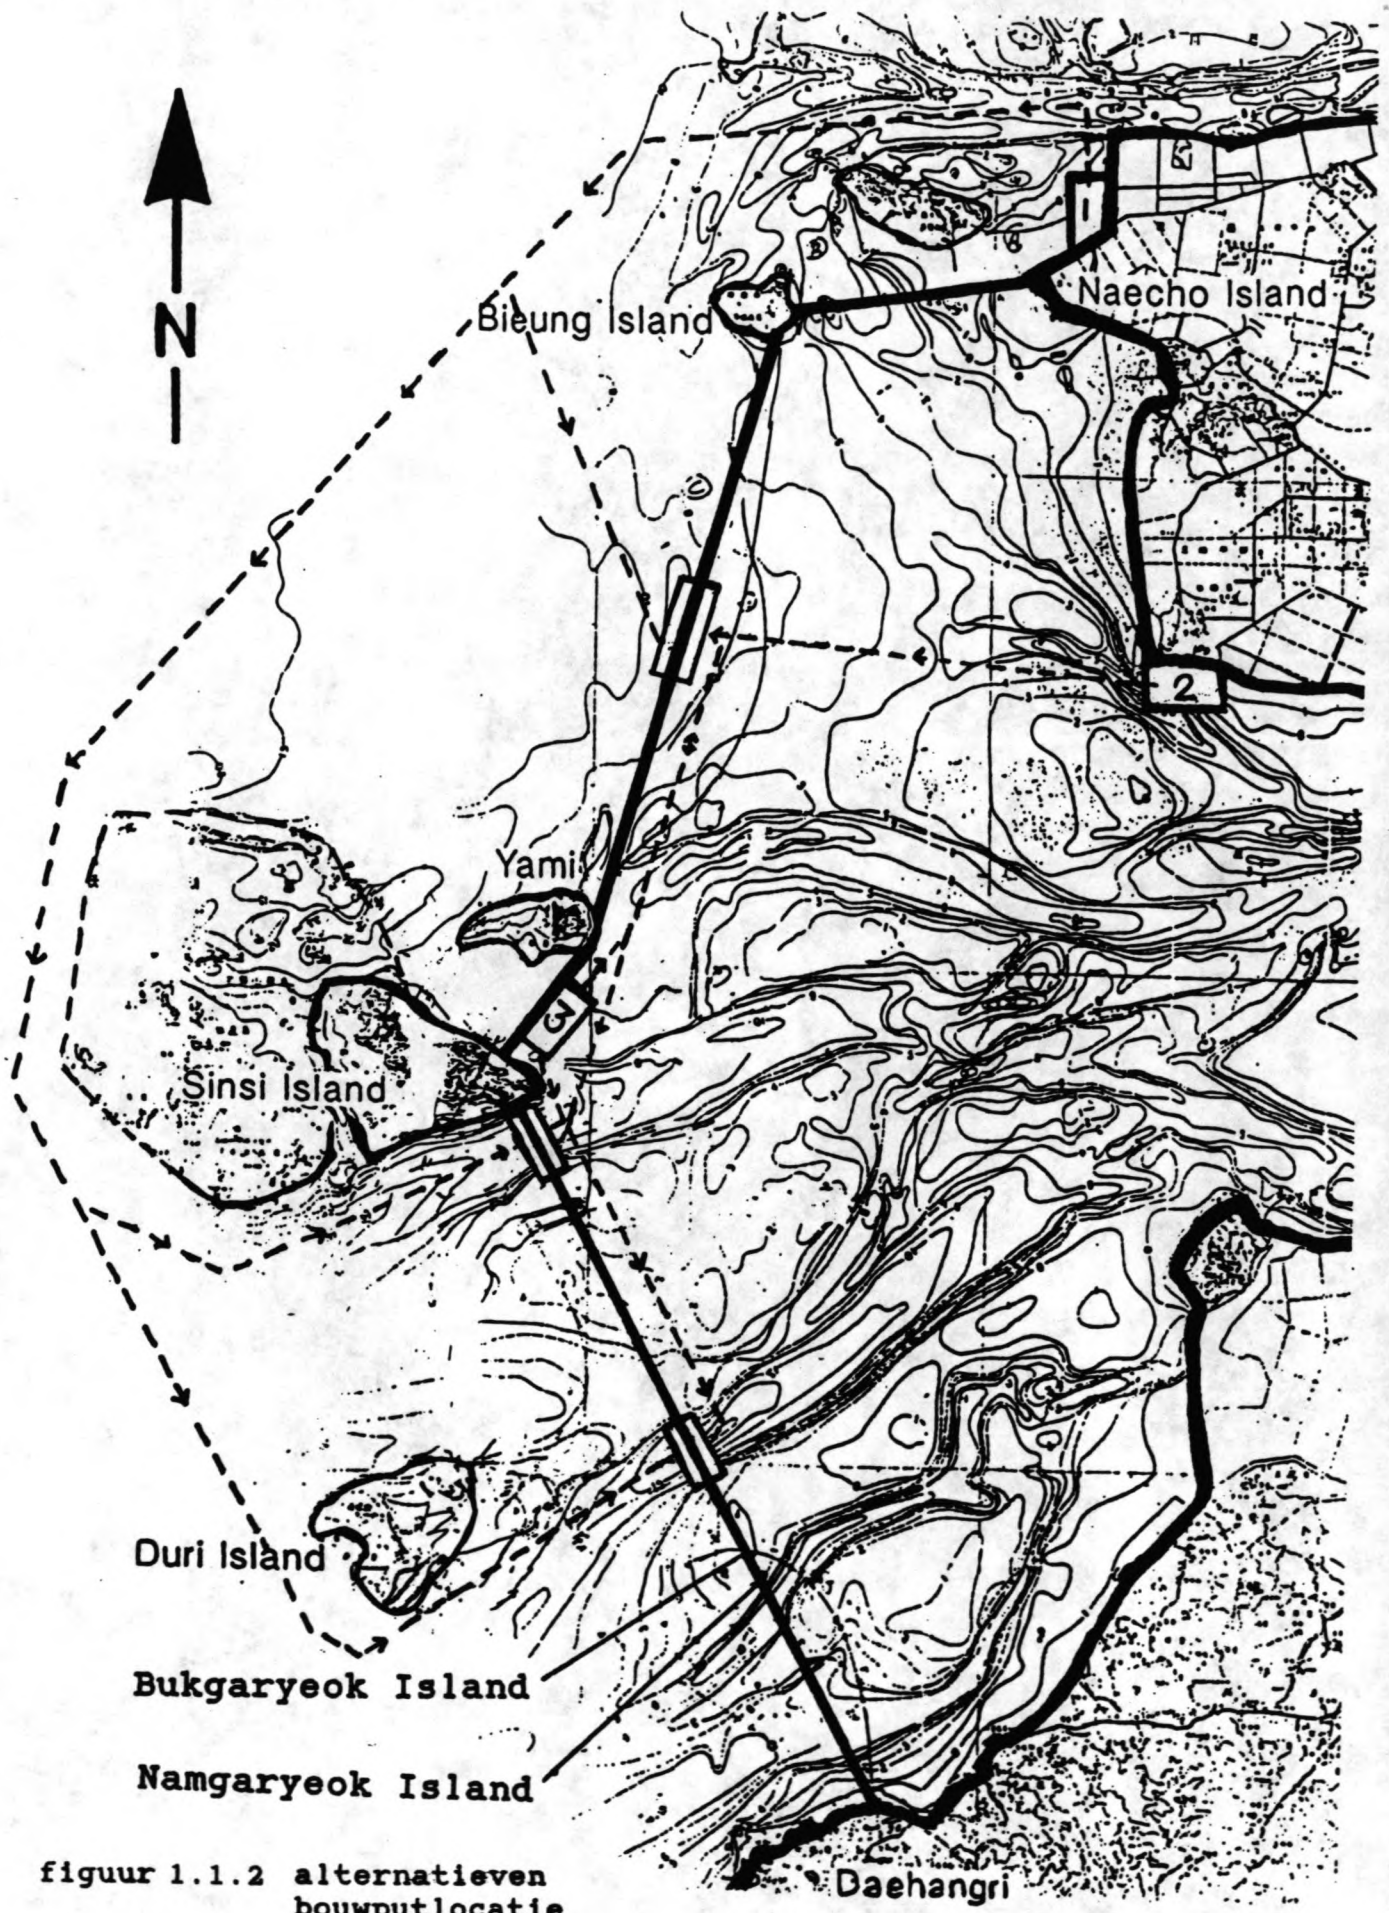 N
1
Naecho Island
Bieung Island
2
Yami
3
Sinsi Island
Duri Island
Bukgaryeok Island
Namgaryeok Island
Daehangri
figuur 1.1.2 alternatieven
bouwputlocatie